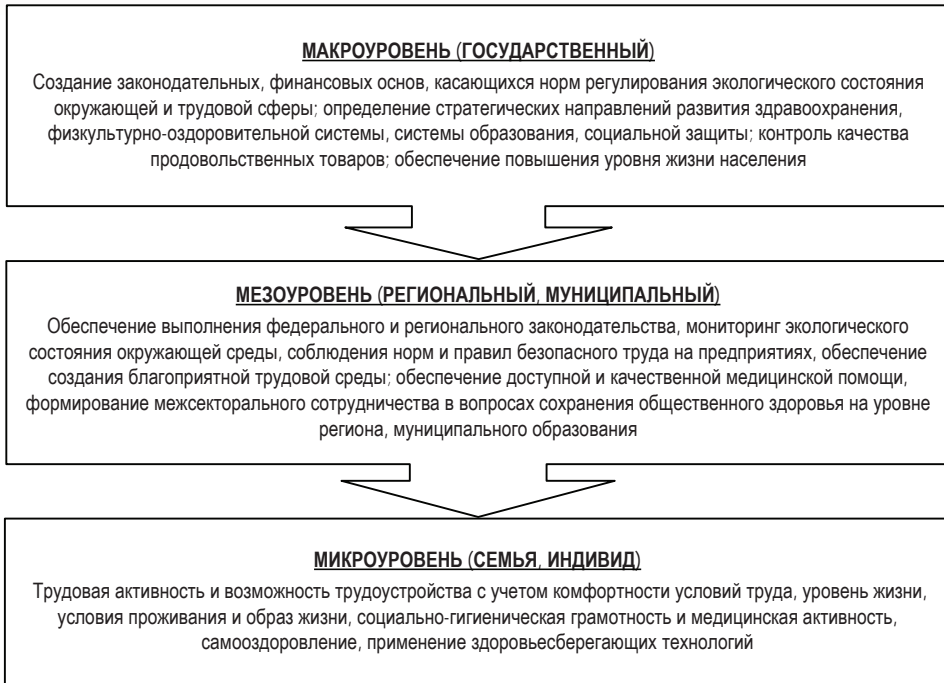 МАКРОУРОВЕНЬ (ГОСУДАРСТВЕННЫЙ)
Создание законодательных, финансовых основ, касающихся норм регулирования экологического состояния
окружающей и трудовой сферы; определение стратегических направлений развития здравоохранения,
физкультурно-оздоровительной системы, системы образования, социальной защиты; контроль качества
продовольственных товаров; обеспечение повышения уровня жизни населения
МЕЗОУРОВЕНЬ (РЕГИОНАЛЬНЫЙ, МУНИЦИПАЛЬНЫЙ)
Обеспечение выполнения федерального и регионального законодательства, мониторинг экологического
состояния окружающей среды, соблюдения норм и правил безопасного труда на предприятиях, обеспечение
создания благоприятной трудовой среды; обеспечение доступной и качественной медицинской помощи,
формирование межсекторального сотрудничества в вопросах сохранения общественного здоровья на уровне
региона, муниципального образования
МИКРОУРОВЕНЬ (СЕМЬЯ, ИНДИВИД)
Трудовая активность и возможность трудоустройства с учетом комфортности условий труда, уровень жизни,
условия проживания и образ жизни, социально-гигиеническая грамотность и медицинская активность,
самооздоровление, применение здоровьесберегающих технологий